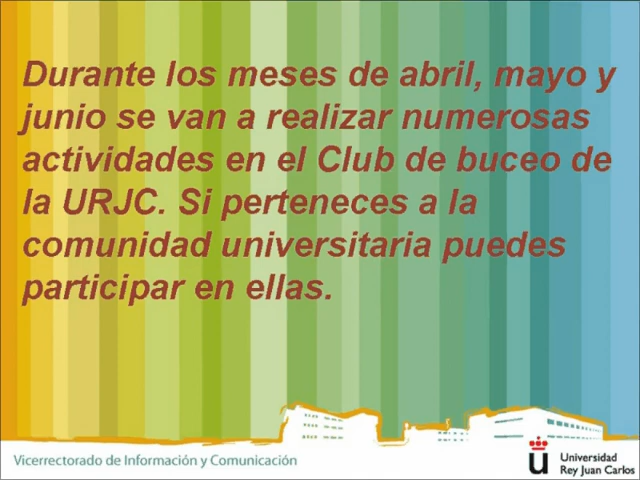 Durante los meses de abril, mayo y
junio se van a realizar numerosas
actividades en el Club de buceo de
la URJC. Si perteneces a la
comunidad universitaria puedes
participar en ellas.
Vicerrectorado de Información y Comunicación
u
Universidad
Rey Juan Carlos